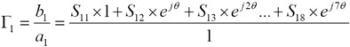 Γ₁ = b₁/a₁ = (S₁₁ × 1 + S₁₂ × e^{jθ} + S₁₃ × e^{j2θ} ... + S₁₈ × e^{j7θ})/1